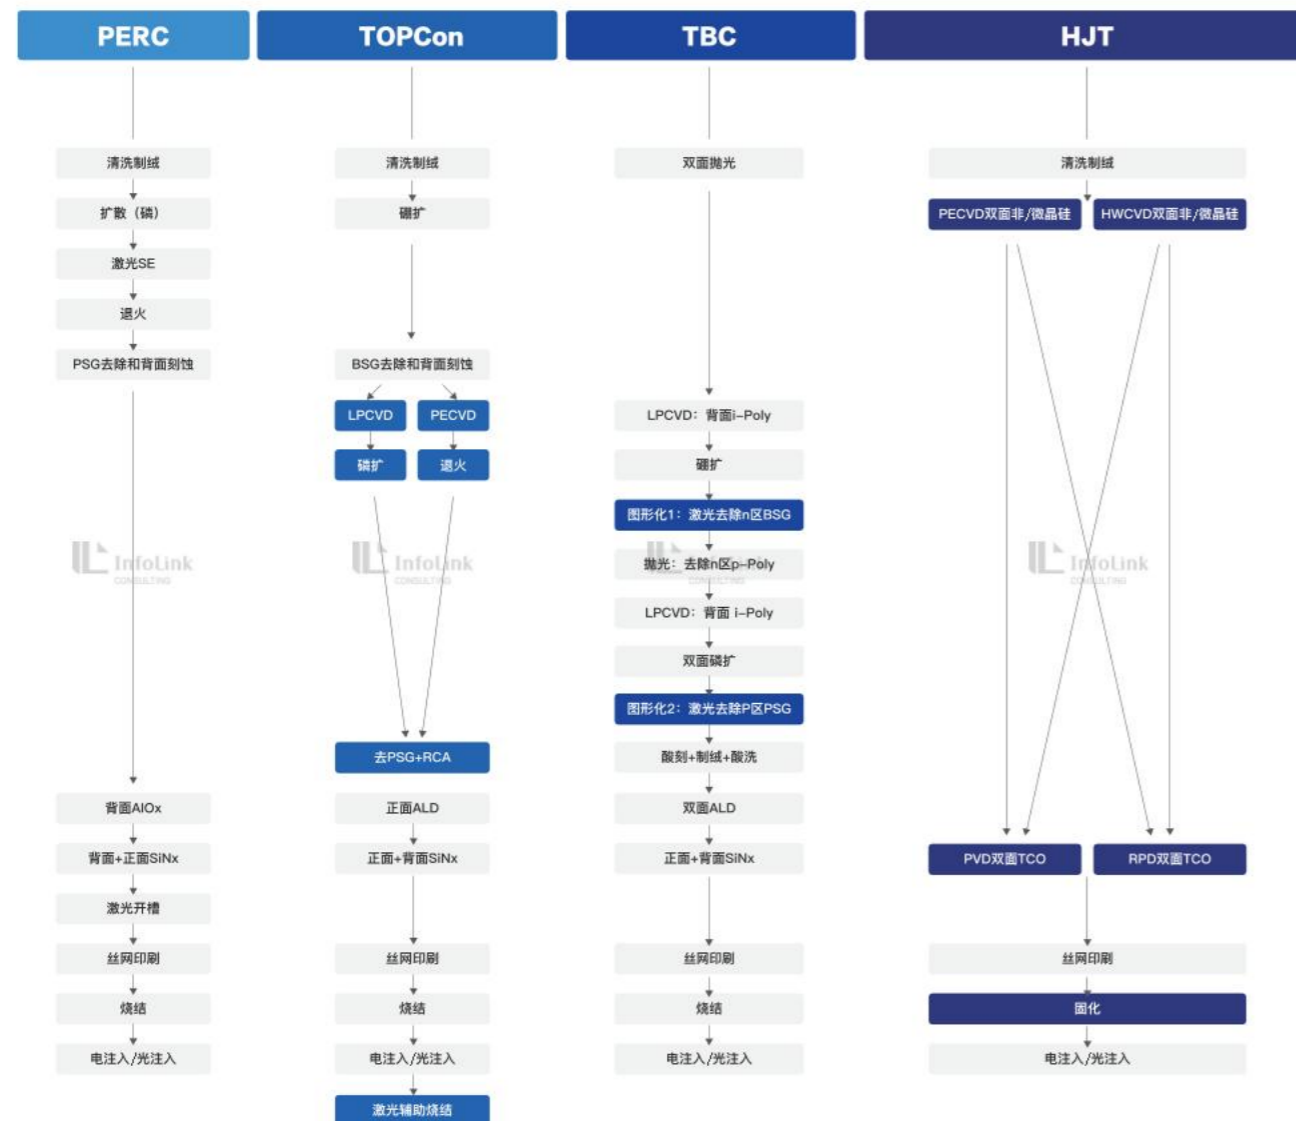 PERC
清洗制绒
扩散（磷）
激光SE
退火
PSG去除和背面刻蚀
背面AlOx
背面+正面SiNx
激光开槽
丝网印刷
烧结
电注入/光注入
TOPCon
清洗制绒
硼扩
BSG去除和背面刻蚀
LPCVD
PECVD
磷扩
退火
去PSG+RCA
正面ALD
正面+背面SiNx
丝网印刷
烧结
电注入/光注入
激光辅助烧结
TBC
双面抛光
LPCVD：背面i-Poly
硼扩
图形化1：激光去除n区BSG
抛光：去除n区p-Poly
LPCVD：背面 i-Poly
双面磷扩
图形化2：激光去除P区PSG
酸刻+制绒+酸洗
双面ALD
正面+背面SiNx
丝网印刷
烧结
电注入/光注入
HJT
清洗制绒
PECVD双面非/微晶硅
HWCVD双面非/微晶硅
PVD双面TCO
RPD双面TCO
丝网印刷
固化
电注入/光注入
InfoLink
CONSULTING
InfoLink
CONSULTING
InfoLink
CONSULTING
InfoLink
CONSULTING